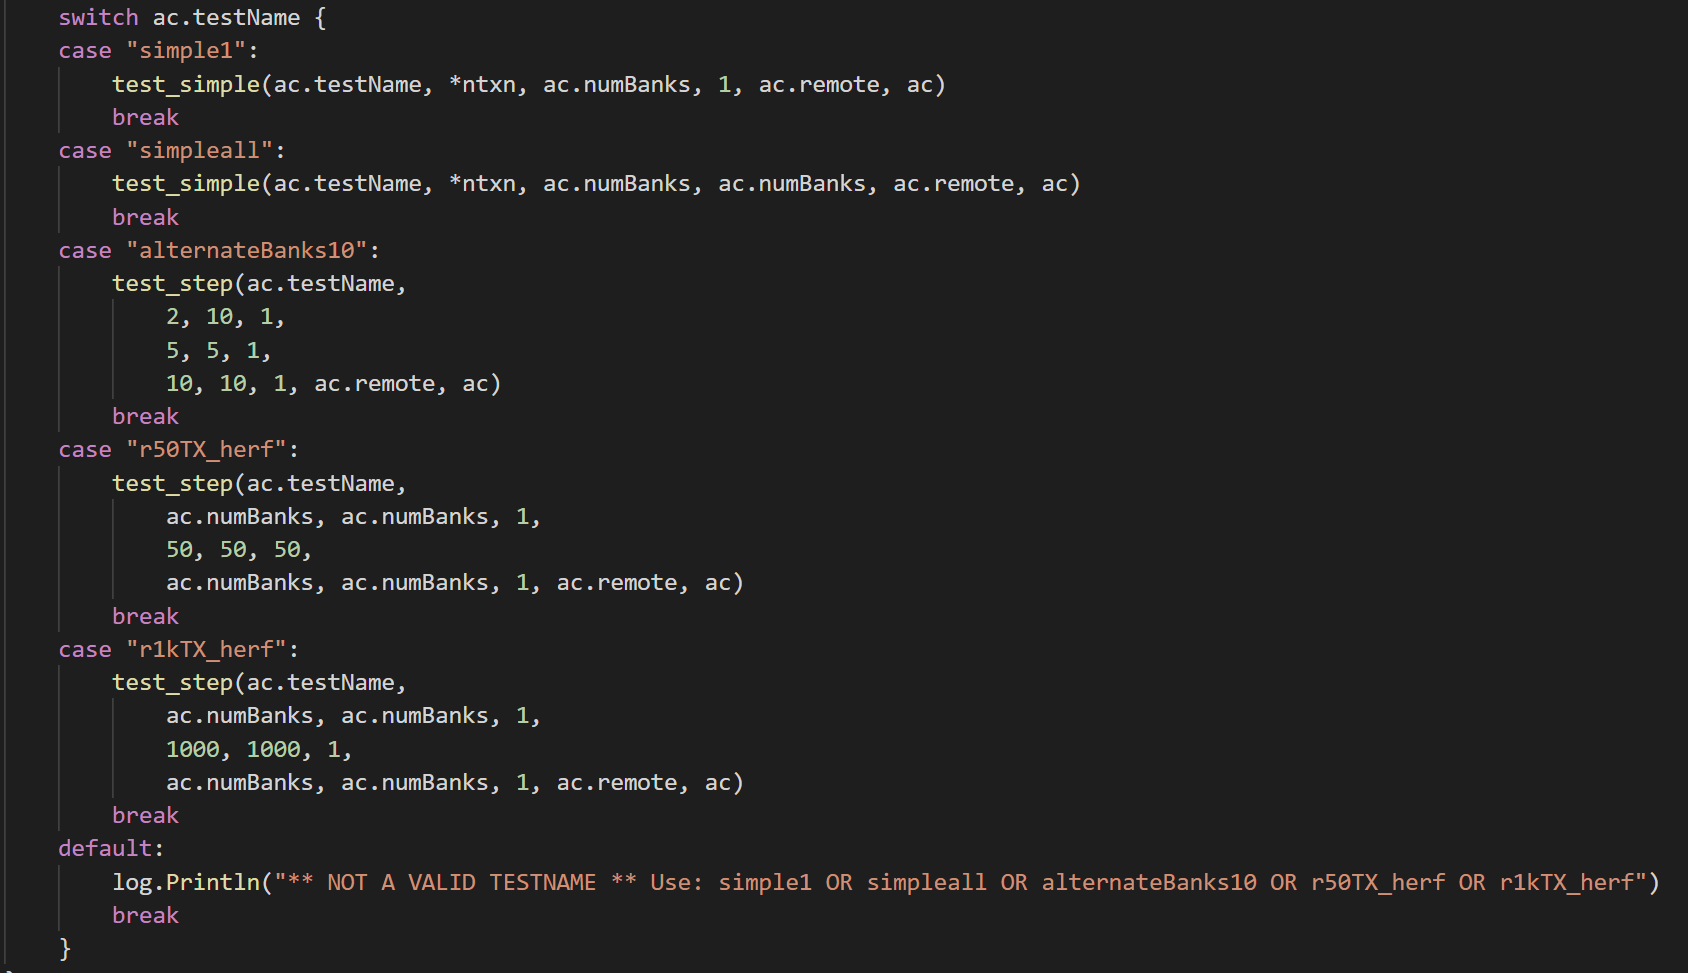 switch ac.testName {
case "simple1":
test_simple(ac.testName, *ntxn, ac.numBanks, 1, ac.remote, ac)
break
case "simpleall":
test_simple(ac.testName, *ntxn, ac.numBanks, ac.numBanks, ac.remote, ac)
break
case "alternateBanks10":
test_step(ac.testName,
2, 10, 1,
5, 5, 1,
10, 10, 1, ac.remote, ac)
break
case "r50TX_herf":
test_step(ac.testName,
ac.numBanks, ac.numBanks, 1,
50, 50, 50,
ac.numBanks, ac.numBanks, 1, ac.remote, ac)
break
case "r1kTX_herf":
test_step(ac.testName,
ac.numBanks, ac.numBanks, 1,
1000, 1000, 1,
ac.numBanks, ac.numBanks, 1, ac.remote, ac)
break
default:
log.Println("** NOT A VALID TESTNAME ** Use: simple1 OR simpleall OR alternateBanks10 OR r50TX_herf OR r1kTX_herf")
break
}